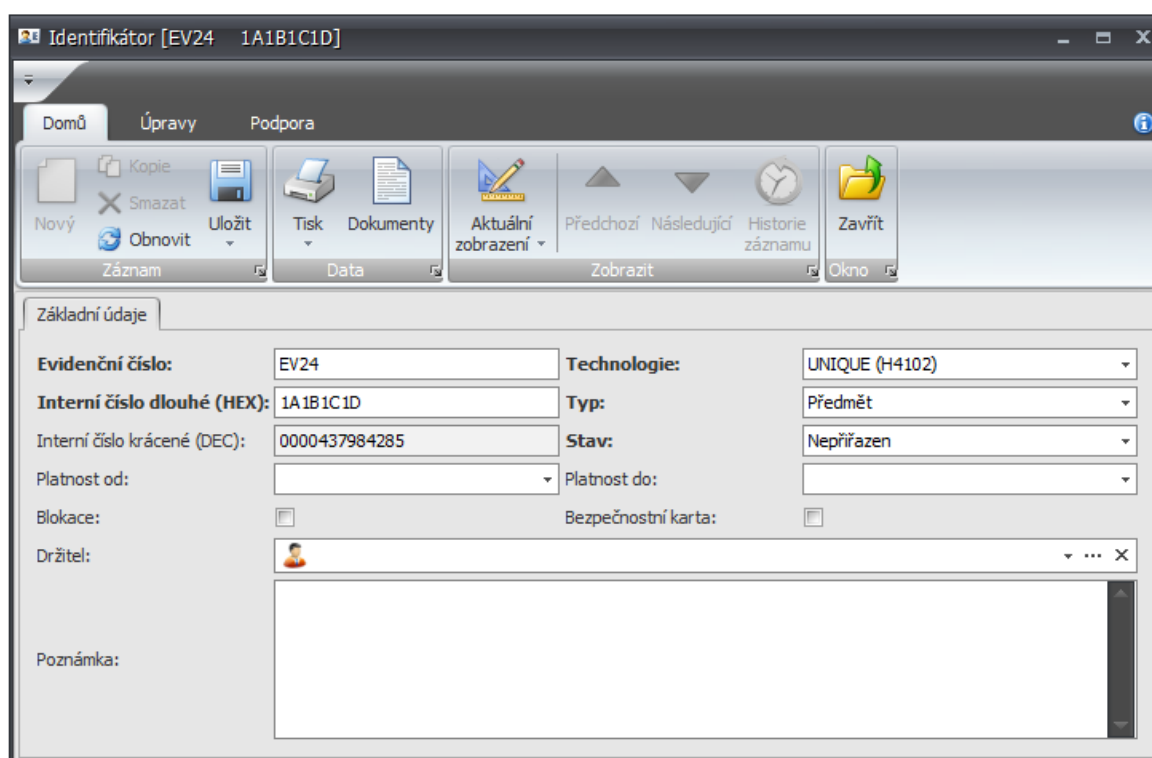 Identifikátor [EV24 1A1B1C1D]
Domů Úpravy Podpora
Nový
Kopie
Smazat
Obnovit
Uložit
Tisk
Dokumenty
Aktuální
zobrazení
Předchozí
Následující
Historie
záznamu
Zavřít
Záznam Data Zobrazit Okno
Základní údaje
Evidenční číslo: EV24 Technologie: UNIQUE (H4102)
Interní číslo dlouhé (HEX): 1A1B1C1D Typ: Předmět
Interní číslo krácené (DEC): 0000437984285 Stav: Nepřiřazen
Platnost od: Platnost do:
Blokace: Bezpečnostní karta:
Držitel:
Poznámka: